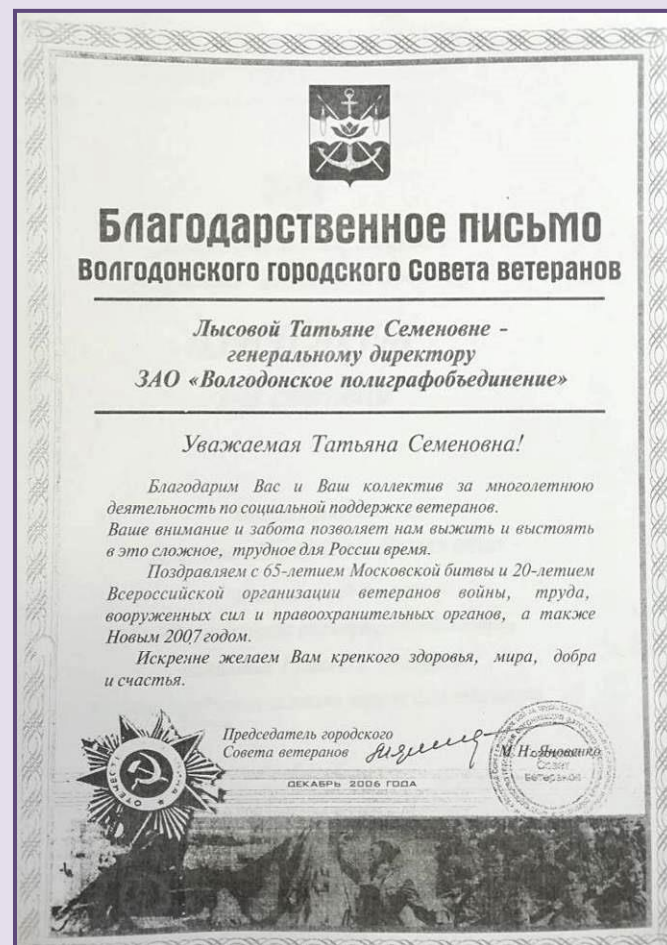 Благодарственное письмо
Волгодонского городского Совета ветеранов
Лысовой Татьяне Семеновне -
генеральному директору
ЗАО «Волгодонское полиграфобъединение»
Уважаемая Татьяна Семеновна!
Благодарим Вас и Ваш коллектив за многолетнюю
деятельность по социальной поддержке ветеранов.
Ваше внимание и забота позволяет нам выжить и выстоять
в это сложное, трудное для России время.
Поздравляем с 65-летием Московской битвы и 20-летием
Всероссийской организации ветеранов войны, труда,
вооруженных сил и правоохранительных органов, а также
Новым 2007 годом.
Искренне желаем Вам крепкого здоровья, мира, добра
и счастья.
Председатель городского
Совета ветеранов М.Н. Яновенко
Совет
ветеранов
ДЕКАБРЬ 2006 ГОДА
ОТЕЧЕСТВ